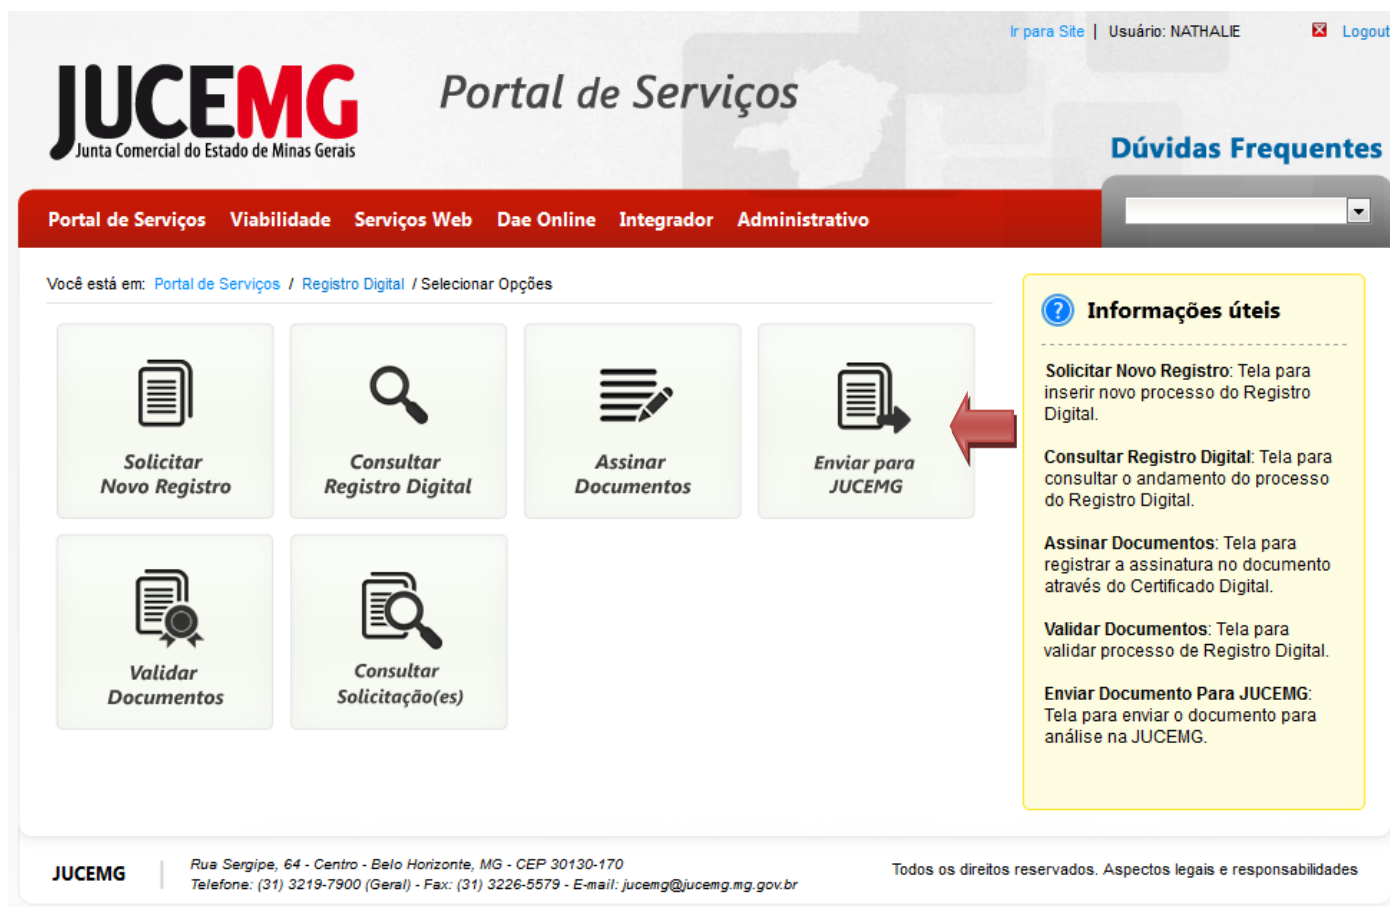 Ir para Site | Usuário: NATHALIE Logout
JUCEMG
Junta Comercial do Estado de Minas Gerais
Portal de Serviços
Dúvidas Frequentes
Portal de Serviços Viabilidade Serviços Web Dae Online Integrador Administrativo
Você está em: Portal de Serviços / Registro Digital / Selecionar Opções
Solicitar
Novo Registro
Consultar
Registro Digital
Assinar
Documentos
Enviar para
JUCEMG
Validar
Documentos
Consultar
Solicitação(es)
? Informações úteis
Solicitar Novo Registro: Tela para
inserir novo processo do Registro
Digital.
Consultar Registro Digital: Tela para
consultar o andamento do processo
do Registro Digital.
Assinar Documentos: Tela para
registrar a assinatura no documento
através do Certificado Digital.
Validar Documentos: Tela para
validar processo de Registro Digital.
Enviar Documento Para JUCEMG:
Tela para enviar o documento para
análise na JUCEMG.
JUCEMG
Rua Sergipe, 64 - Centro - Belo Horizonte, MG - CEP 30130-170
Telefone: (31) 3219-7900 (Geral) - Fax: (31) 3226-5579 - E-mail: jucemg@jucemg.mg.gov.br
Todos os direitos reservados. Aspectos legais e responsabilidades